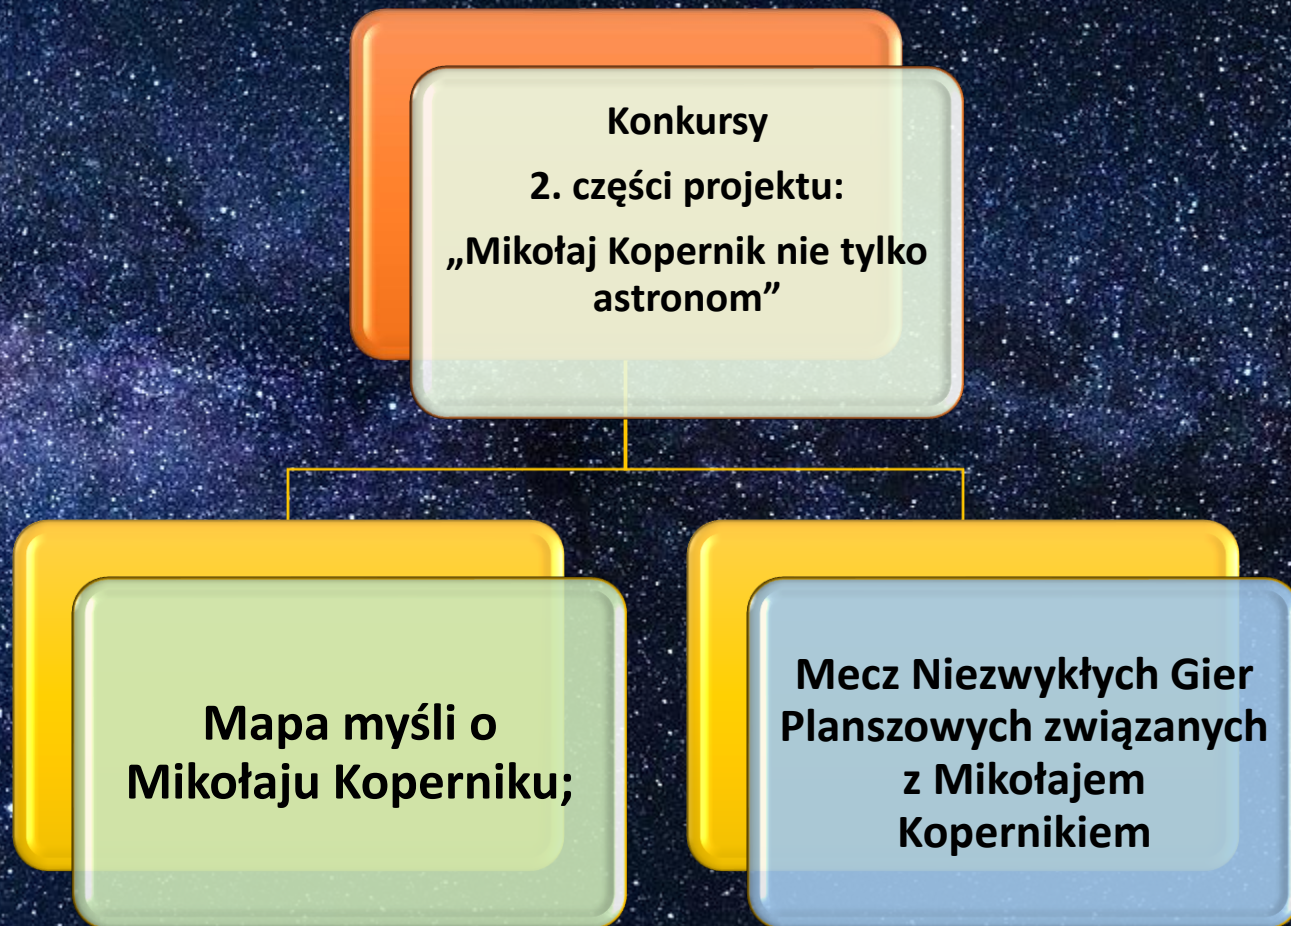 Konkursy
2. części projektu:
„Mikołaj Kopernik nie tylko
astronom”
Mapa myśli o
Mikołaju Koperniku;
Mecz Niezwykłych Gier
Planszowych związanych
z Mikołajem
Kopernikiem